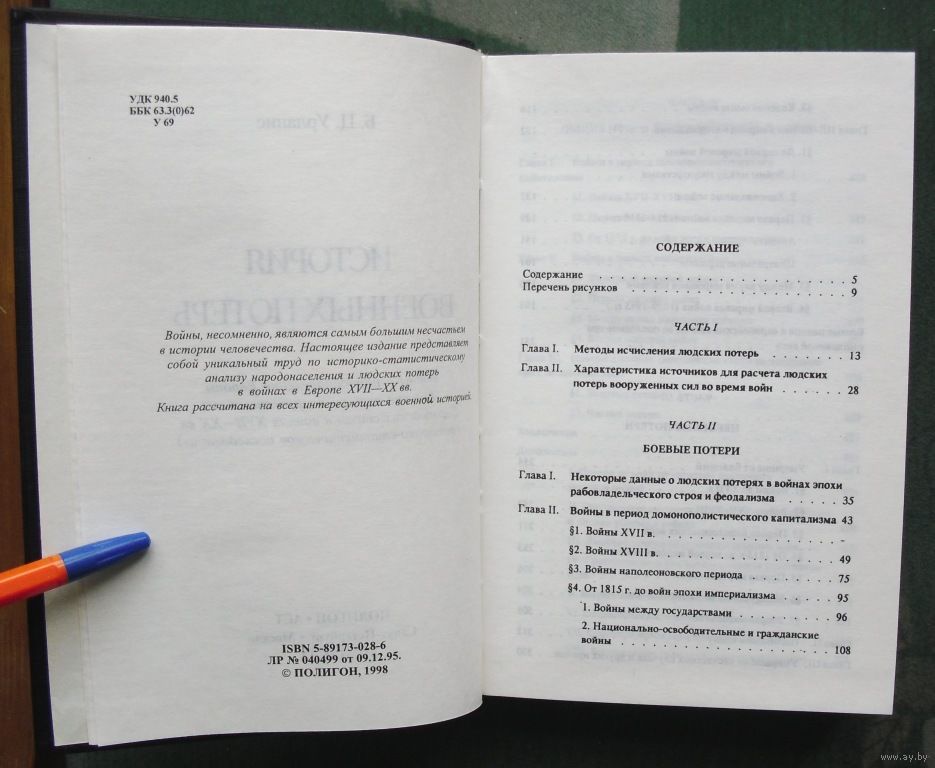 УДК 940.5
ББК 63.3(0)62
У 69
Б. Ц. Урланис
ИСТОРИЯ
ВОЕННЫХ ПОТЕРЬ
Войны, несомненно, являются самым большим несчастьем
в истории человечества. Настоящее издание представляет
собой уникальный труд по историко-статистическому
анализу народонаселения и людских потерь
в войнах в Европе XVII—XX вв.
Книга рассчитана на всех интересующихся военной историей.
ISBN 5-89173-028-6
ЛР № 040499 от 09.12.95.
© ПОЛИГОН, 1998
СОДЕРЖАНИЕ
Содержание . . . . . . . . . . . . . . . . . . . . 5
Перечень рисунков . . . . . . . . . . . . . . . . . 9
ЧАСТЬ I
Глава I. Методы исчисления людских потерь . . . . . . . 13
Глава II. Характеристика источников для расчета людских
потерь вооруженных сил во время войн . . . . . 28
ЧАСТЬ II
БОЕВЫЕ ПОТЕРИ
Глава I. Некоторые данные о людских потерях в войнах эпохи
рабовладельческого строя и феодализма . . . . . 35
Глава II. Войны в период домонополистического капитализма 43
§1. Войны XVII в. . . . . . . . . . . . . . . . . -
§2. Войны XVIII в. . . . . . . . . . . . . . . . 49
§3. Войны наполеоновского периода . . . . . . . . 75
§4. От 1815 г. до войн эпохи империализма . . . . . 95
1. Войны между государствами . . . . . . . . . 96
2. Национально-освободительные и гражданские
войны . . . . . . . . . . . . . . . . . . . 108
www.ay.by